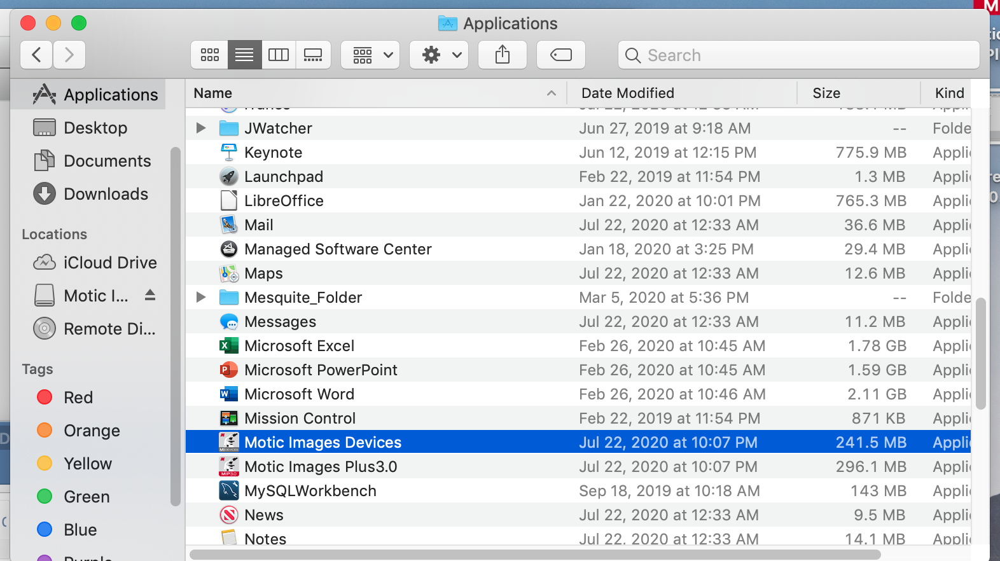 Applications
Search
Name Date Modified Size Kind
Applications
Desktop
Documents
Downloads
Locations
iCloud Drive
Motic I...
Remote Di...
Tags
Red
Orange
Yellow
Green
Blue
JWatcher Jun 27, 2019 at 9:18 AM -- Folde
Keynote Jun 12, 2019 at 12:15 PM 775.9 MB Appli
Launchpad Feb 22, 2019 at 11:54 PM 1.3 MB Appli
LibreOffice Jan 22, 2020 at 10:01 PM 765.3 MB Appli
Mail Jul 22, 2020 at 12:33 AM 36.6 MB Appli
Managed Software Center Jan 18, 2020 at 3:25 PM 29.4 MB Appli
Maps Jul 22, 2020 at 12:33 AM 12.6 MB Appli
Mesquite_Folder Mar 5, 2020 at 5:36 PM -- Folde
Messages Jul 22, 2020 at 12:33 AM 11.2 MB Appli
Microsoft Excel Feb 26, 2020 at 10:45 AM 1.78 GB Appli
Microsoft PowerPoint Feb 26, 2020 at 10:45 AM 1.59 GB Appli
Microsoft Word Feb 26, 2020 at 10:46 AM 2.11 GB Appli
Mission Control Feb 22, 2019 at 11:54 PM 871 KB Appli
Motic Images Devices Jul 22, 2020 at 10:07 PM 241.5 MB Appli
Motic Images Plus3.0 Jul 22, 2020 at 10:07 PM 296.1 MB Appli
MySQLWorkbench Sep 18, 2019 at 10:18 AM 143 MB Appli
News Jul 22, 2020 at 12:33 AM 9.5 MB Appli
Notes Jul 22, 2020 at 12:33 AM 14.1 MB Appli